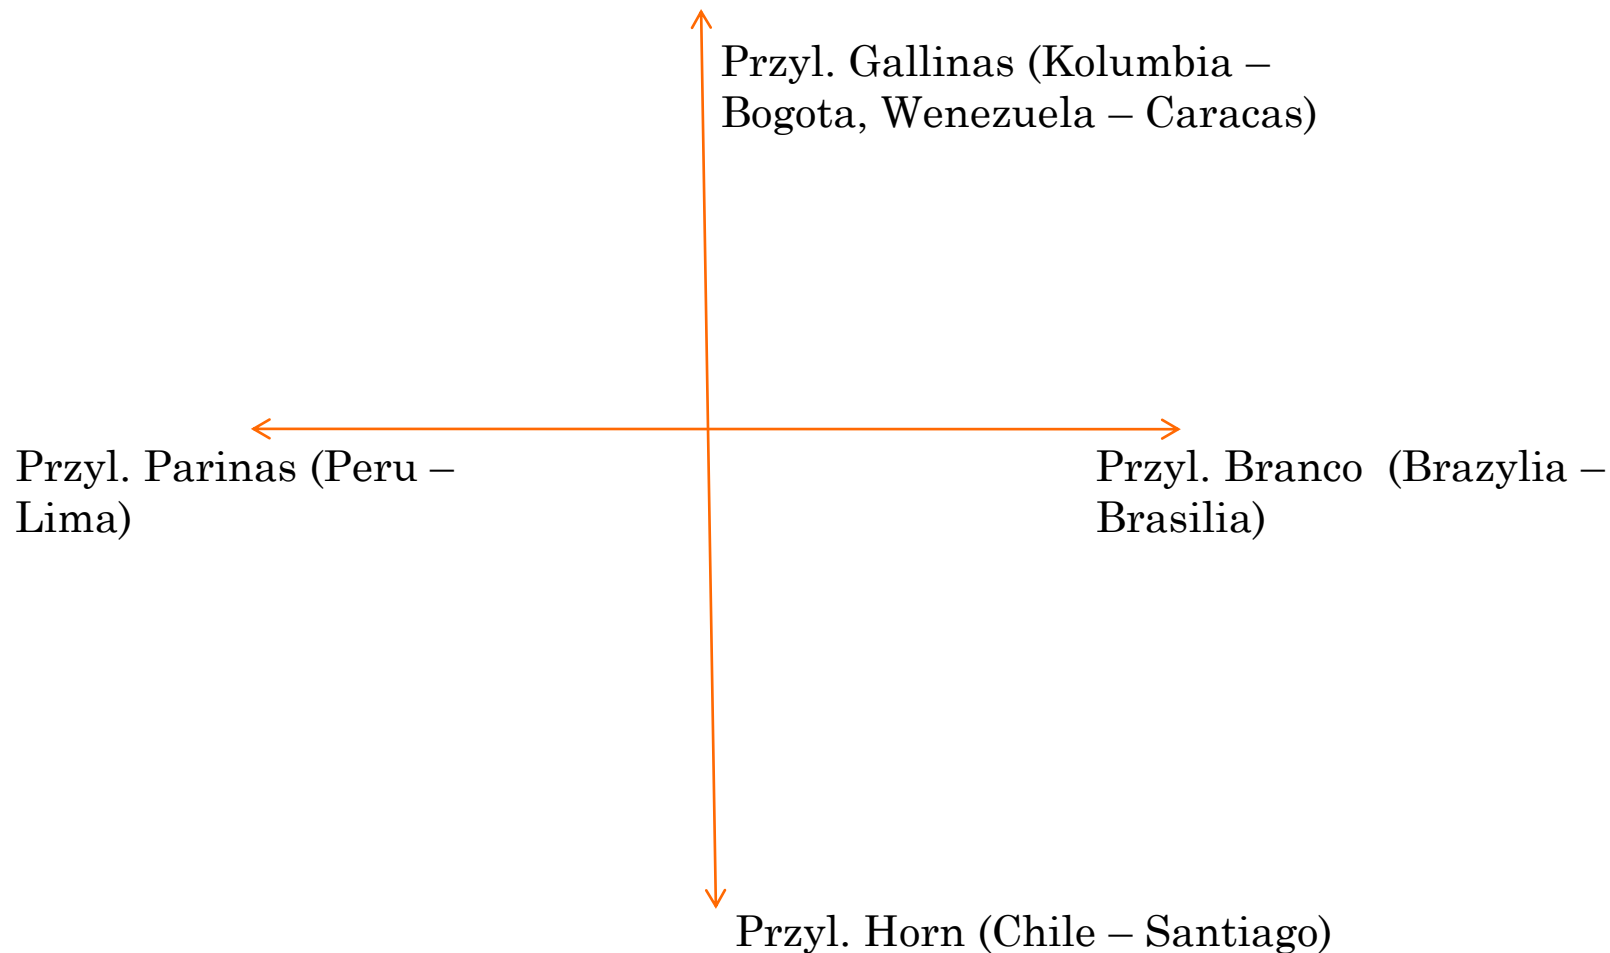 Przyl. Gallinas (Kolumbia –
Bogota, Wenezuela – Caracas)
Przyl. Parinas (Peru –
Lima)
Przyl. Branco  (Brazylia –
Brasilia)
Przyl. Horn (Chile – Santiago)